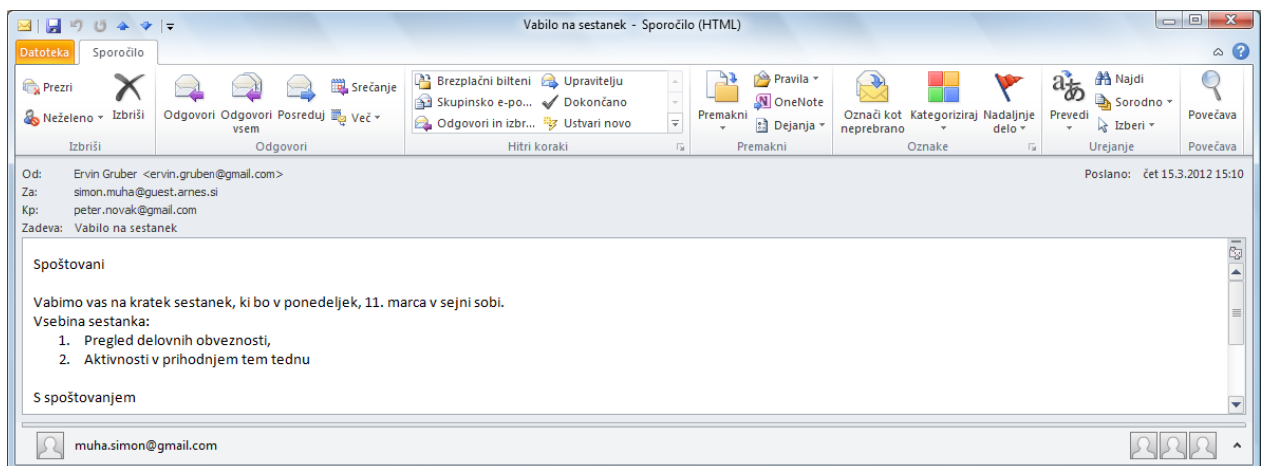 Vabilo na sestanek - Sporočilo (HTML)
Datoteka Sporočilo
Prezri
Neželeno
Izbriši
Izbriši
Odgovori
Odgovori vsem
Posreduj
Srečanje
Več
Odgovori
Brezplačni bilteni
Skupinsko e-po...
Odgovori in izbr...
Upravitelju
Dokončano
Ustvari novo
Hitri koraki
Premakni
Pravila
OneNote
Dejanja
Premakni
Označi kot
neprebrano
Kategoriziraj
Nadaljnje
delo
Oznake
Prevedi
Najdi
Sorodno
Izberi
Urejanje
Povečava
Povečava
Od: Ervin Gruber <ervin.gruben@gmail.com> Poslano: čet 15.3.2012 15:10
Za: simon.muha@guest.arnes.si
Kp: peter.novak@gmail.com
Zadeva: Vabilo na sestanek
Spoštovani
Vabimo vas na kratek sestanek, ki bo v ponedeljek, 11. marca v sejni sobi.
Vsebina sestanka:
1. Pregled delovnih obveznosti,
2. Aktivnosti v prihodnjem tem tednu
S spoštovanjem
muha.simon@gmail.com